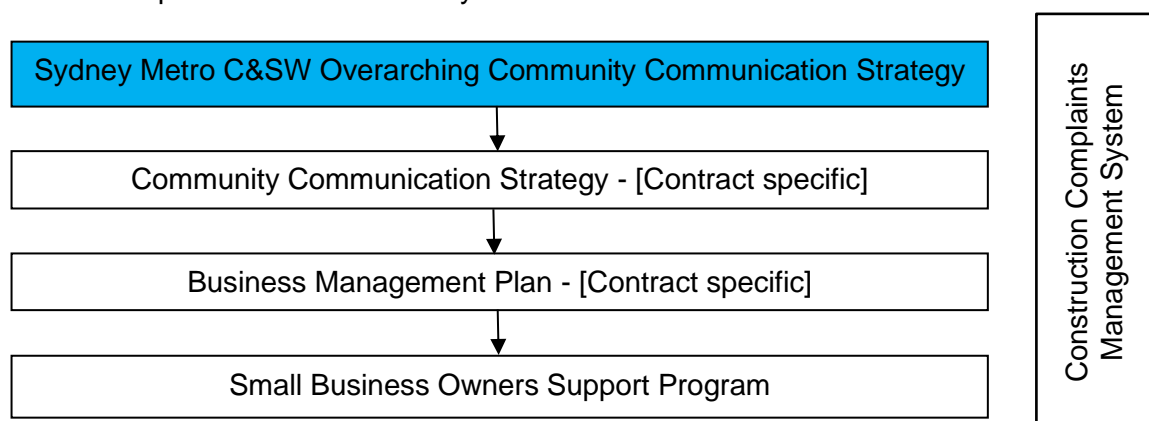 Sydney Metro C&SW Overarching Community Communication Strategy
Community Communication Strategy - [Contract specific]
Business Management Plan - [Contract specific]
Small Business Owners Support Program
Construction Complaints
Management System